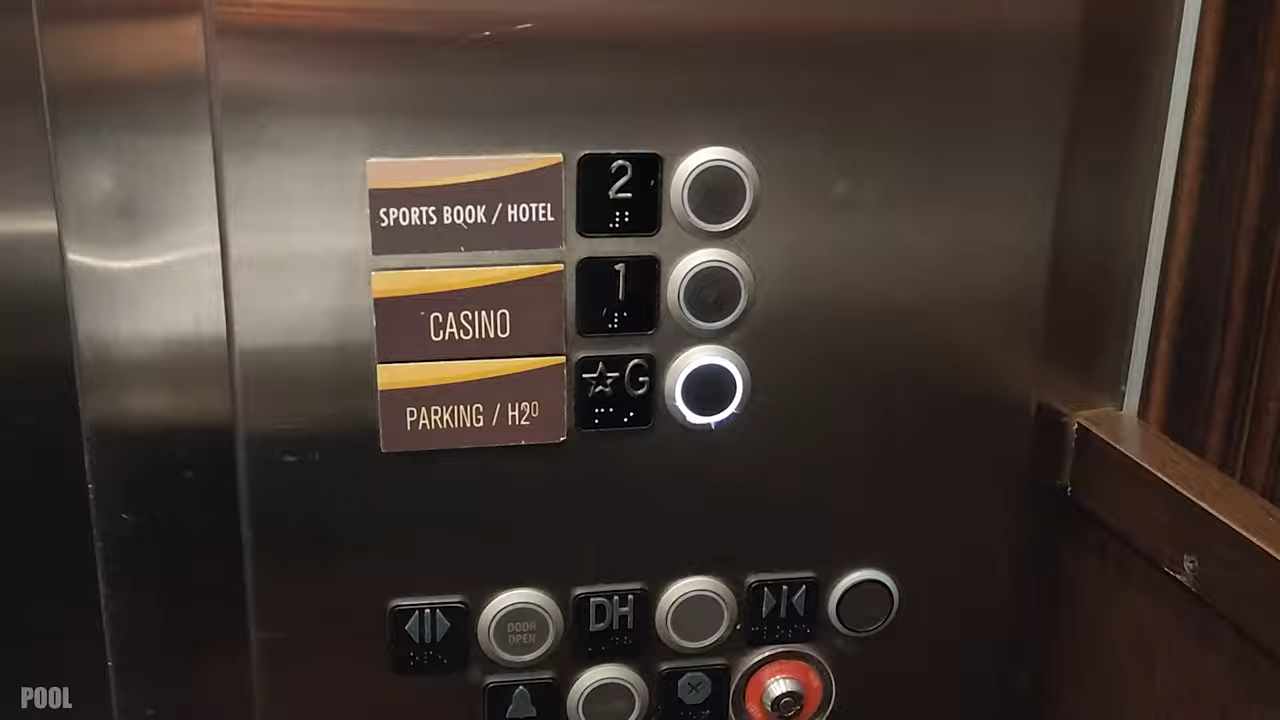 SPORTS BOOK / HOTEL
2
CASINO
1
PARKING / H2O
☆G
DOOR
OPEN
DH
POOL